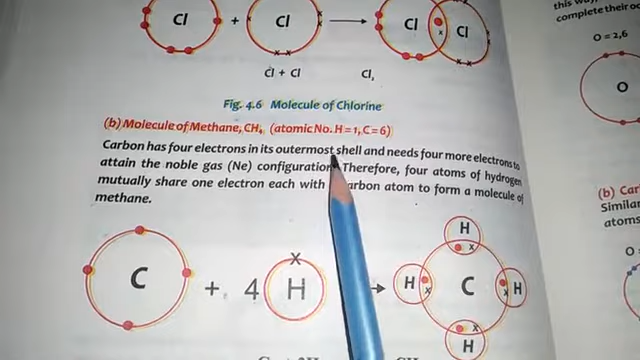 Cl + Cl
Cl Cl
this way,
complete their oc
O = 2,6
O
Cl + Cl Cl₂
Fig. 4.6 Molecule of Chlorine
(b) Molecule of Methane, CH₄ (atomic No. H = 1, C = 6)
Carbon has four electrons in its outermost shell and needs four more electrons to
attain the noble gas (Ne) configuration. Therefore, four atoms of hydrogen
mutually share one electron each with arbon atom to form a molecule of
methane.
(b) Car
Similar
atoms
C + 4 H → H H C H H
O